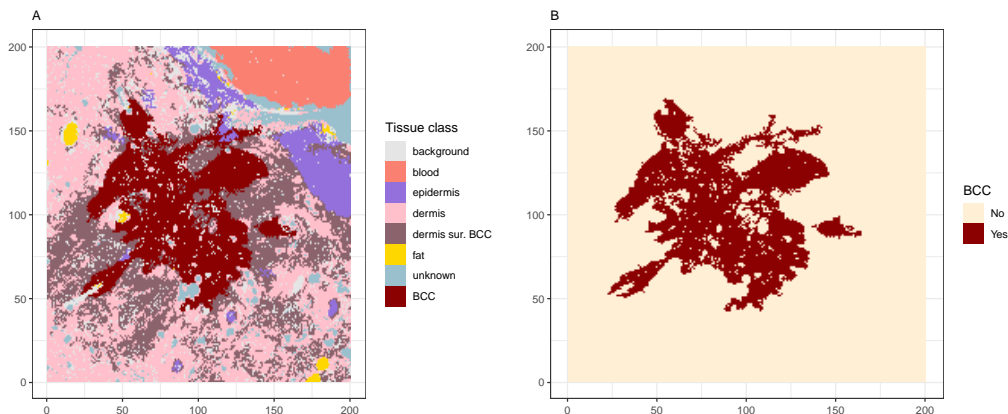 A
200
150
100
50
0
0
50
100
150
200
Tissue class
background
blood
epidermis
dermis
dermis sur. BCC
fat
unknown
BCC
B
200
150
100
50
0
0
50
100
150
200
BCC
No
Yes